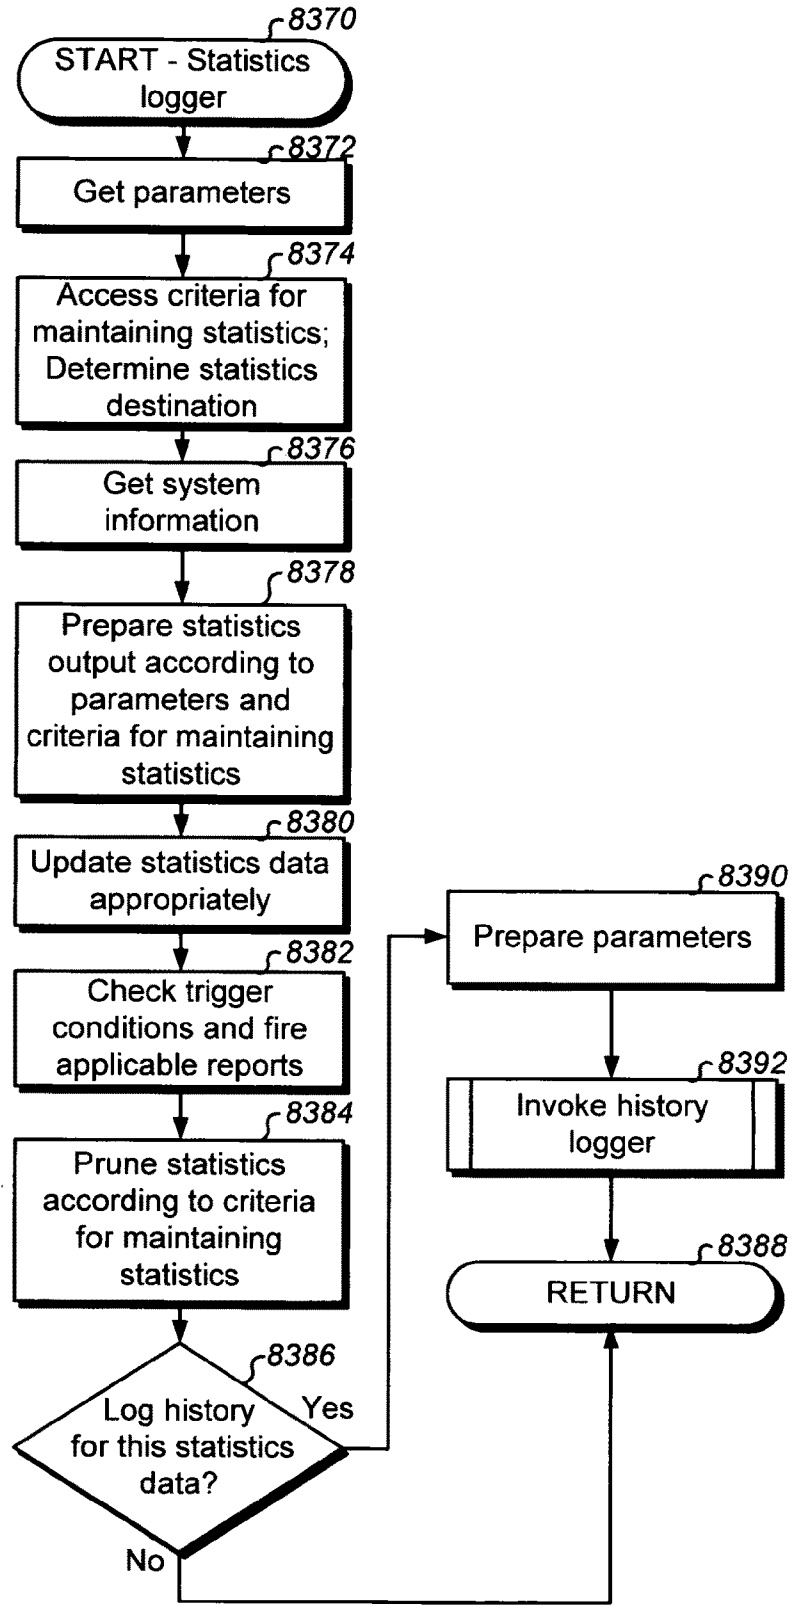 8370
START - Statistics
logger
8372
Get parameters
8374
Access criteria for
maintaining statistics;
Determine statistics
destination
8376
Get system
information
8378
Prepare statistics
output according to
parameters and
criteria for maintaining
statistics
8380
Update statistics data
appropriately
8382
Check trigger
conditions and fire
applicable reports
8384
Prune statistics
according to criteria
for maintaining
statistics
8386
Log history
for this statistics
data?
Yes
No
8390
Prepare parameters
8392
Invoke history
logger
8388
RETURN